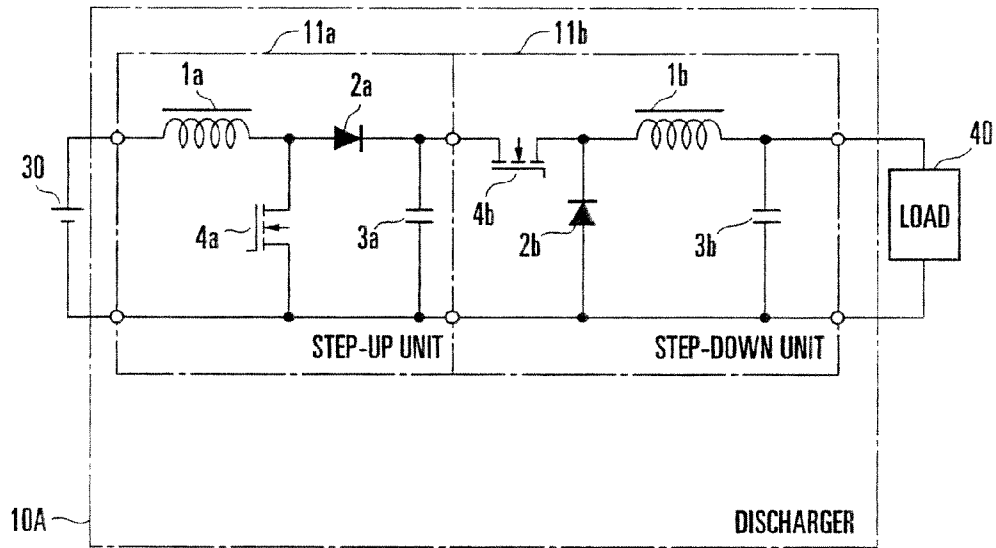 11a
11b
1a
2a
1b
30
40
4a
3a
4b
2b
3b
LOAD
STEP-UP UNIT
STEP-DOWN UNIT
10A
DISCHARGER